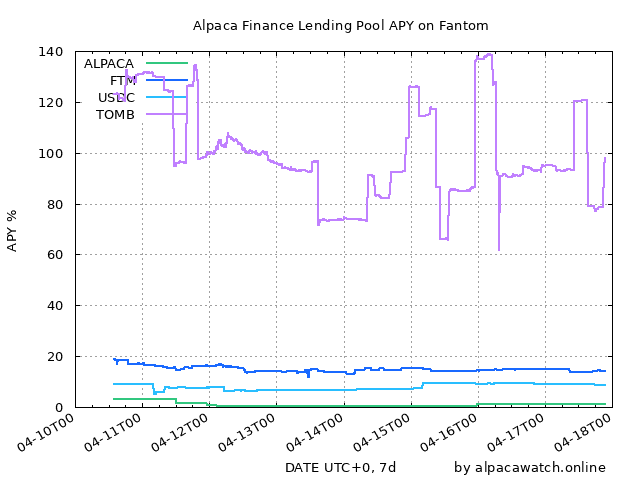 Alpaca Finance Lending Pool APY on Fantom
140
120
100
80
60
40
20
0
APY %
ALPACA
FTM
USDC
TOMB
04-10T00
04-11T00
04-12T00
04-13T00
04-14T00
04-15T00
04-16T00
04-17T00
04-18T00
DATE UTC+0, 7d
by alpacawatch.online